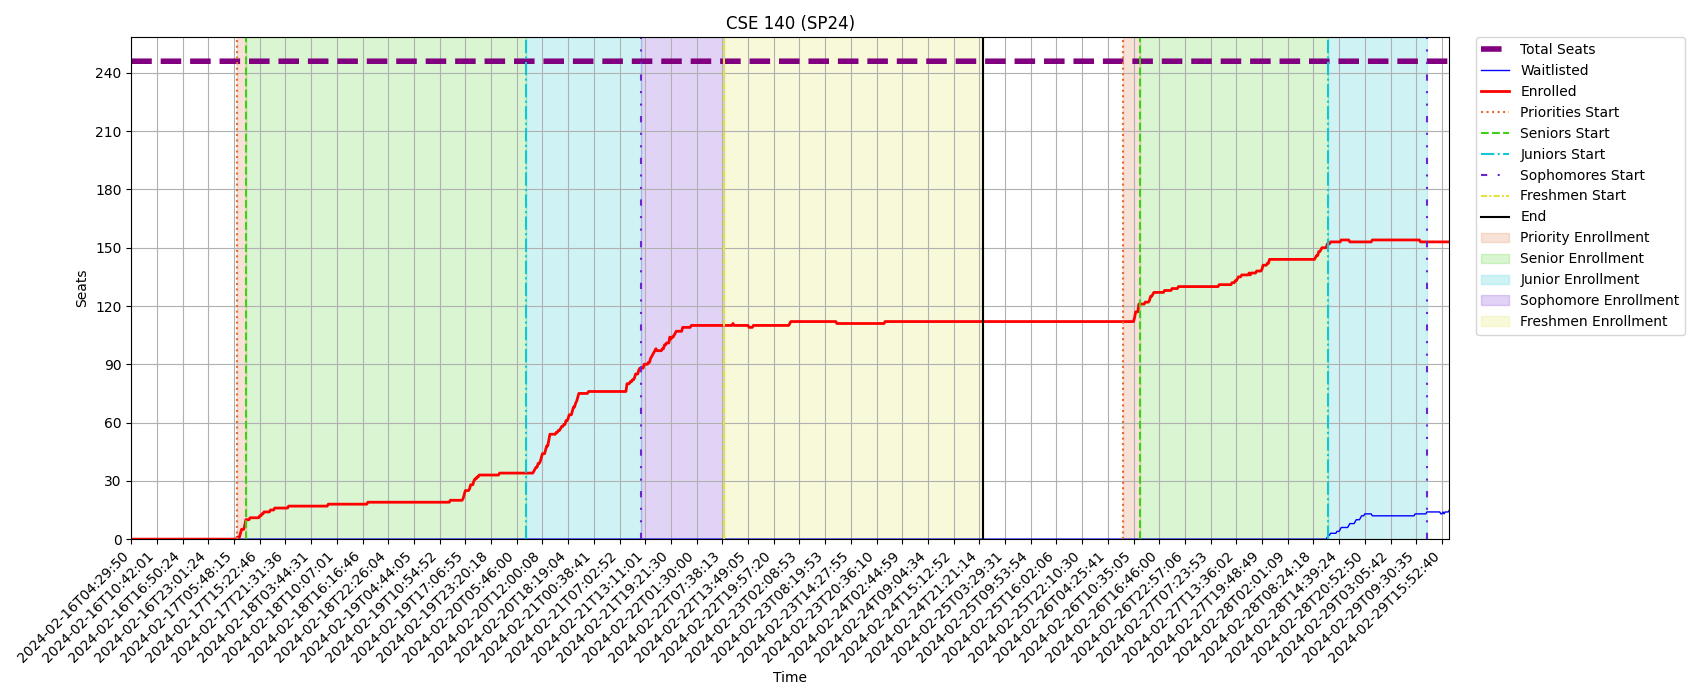 CSE 140 (SP24)
Total Seats
Waitlisted
Enrolled
Priorities Start
Seniors Start
Juniors Start
Sophomores Start
Freshmen Start
End
Priority Enrollment
Senior Enrollment
Junior Enrollment
Sophomore Enrollment
Freshmen Enrollment
Seats
240
210
180
150
120
90
60
30
0
2024-02-16T04:29:50
2024-02-16T10:42:01
2024-02-16T16:50:24
2024-02-16T23:01:24
2024-02-17T05:48:15
2024-02-17T15:22:46
2024-02-17T21:31:36
2024-02-18T03:44:31
2024-02-18T10:07:01
2024-02-18T16:16:46
2024-02-18T22:26:04
2024-02-19T04:44:05
2024-02-19T10:54:52
2024-02-19T17:06:55
2024-02-19T23:20:18
2024-02-20T05:46:00
2024-02-20T12:00:08
2024-02-20T18:19:04
2024-02-21T00:38:41
2024-02-21T07:02:52
2024-02-21T13:11:01
2024-02-21T19:21:30
2024-02-22T01:30:00
2024-02-22T07:38:13
2024-02-22T13:49:05
2024-02-22T19:57:20
2024-02-23T02:08:53
2024-02-23T08:19:53
2024-02-23T14:27:55
2024-02-23T20:36:10
2024-02-24T02:44:59
2024-02-24T09:04:34
2024-02-24T15:12:52
2024-02-24T21:21:14
2024-02-25T03:29:31
2024-02-25T09:53:54
2024-02-25T16:02:06
2024-02-25T22:10:30
2024-02-26T04:25:41
2024-02-26T10:35:05
2024-02-26T16:46:00
2024-02-26T22:57:06
2024-02-27T07:23:53
2024-02-27T13:36:02
2024-02-27T19:48:49
2024-02-28T02:01:09
2024-02-28T08:24:18
2024-02-28T14:39:24
2024-02-28T20:52:50
2024-02-29T03:05:42
2024-02-29T09:30:35
2024-02-29T15:52:40
Time